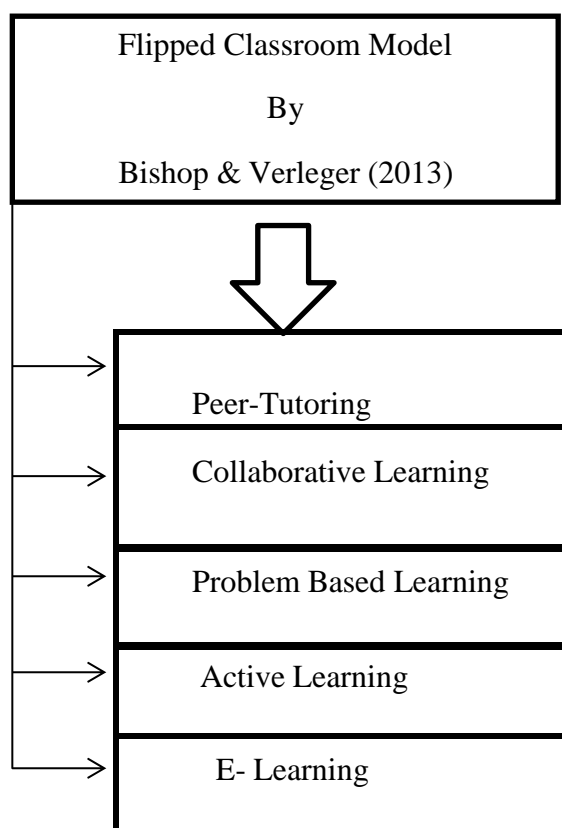 Flipped Classroom Model
By
Bishop & Verleger (2013)
Peer-Tutoring
Collaborative Learning
Problem Based Learning
Active Learning
E- Learning